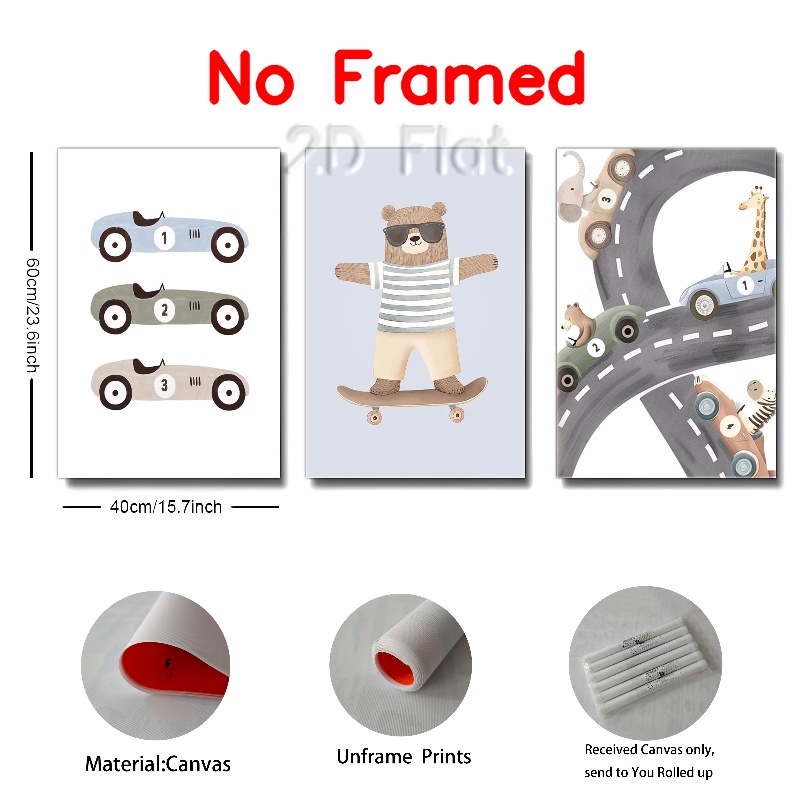 No Framed
2.D Flat.
60cm/23.6inch
1
2
3
3
1
2
4
40cm/15.7inch
Material:Canvas
Unframe Prints
Received Canvas only,
send to You Rolled up